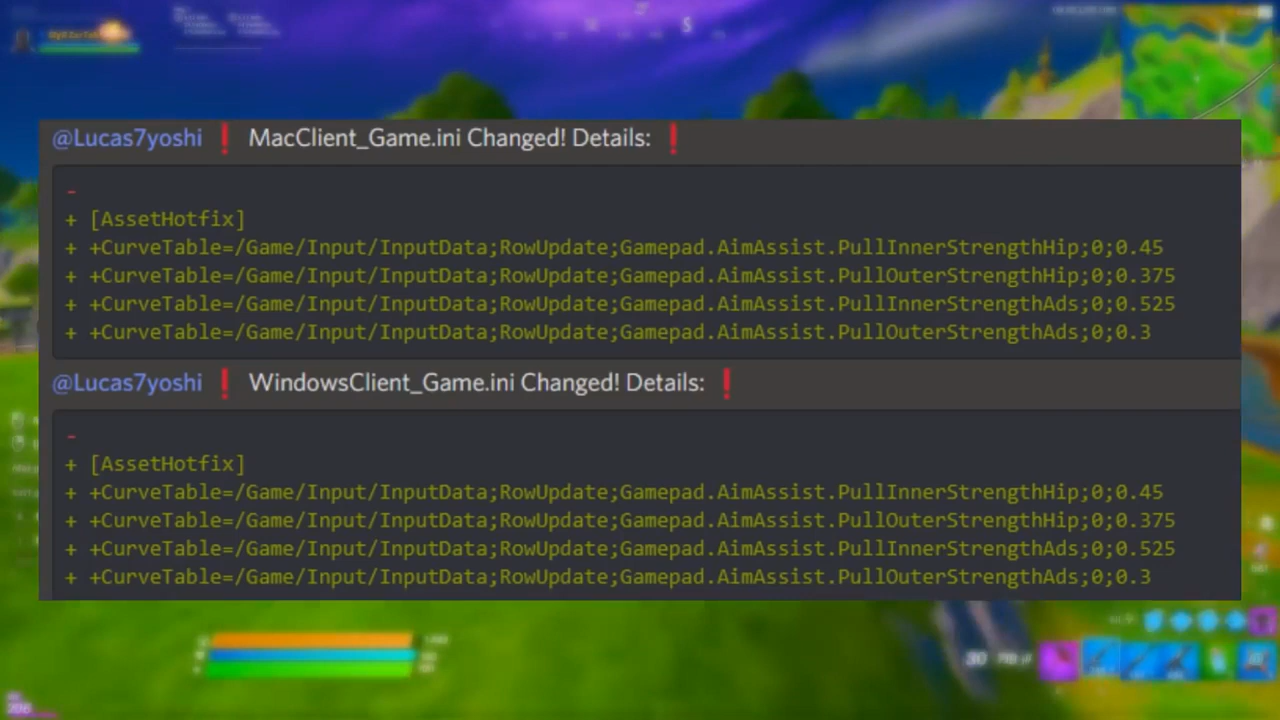 S
@Lucas7yoshi ❗ MacClient_Game.ini Changed! Details: ❗
-
+ [AssetHotfix]
+ +CurveTable=/Game/Input/InputData;RowUpdate;Gamepad.AimAssist.PullInnerStrengthHip;0;0.45
+ +CurveTable=/Game/Input/InputData;RowUpdate;Gamepad.AimAssist.PullOuterStrengthHip;0;0.375
+ +CurveTable=/Game/Input/InputData;RowUpdate;Gamepad.AimAssist.PullInnerStrengthAds;0;0.525
+ +CurveTable=/Game/Input/InputData;RowUpdate;Gamepad.AimAssist.PullOuterStrengthAds;0;0.3
@Lucas7yoshi ❗ WindowsClient_Game.ini Changed! Details: ❗
-
+ [AssetHotfix]
+ +CurveTable=/Game/Input/InputData;RowUpdate;Gamepad.AimAssist.PullInnerStrengthHip;0;0.45
+ +CurveTable=/Game/Input/InputData;RowUpdate;Gamepad.AimAssist.PullOuterStrengthHip;0;0.375
+ +CurveTable=/Game/Input/InputData;RowUpdate;Gamepad.AimAssist.PullInnerStrengthAds;0;0.525
+ +CurveTable=/Game/Input/InputData;RowUpdate;Gamepad.AimAssist.PullOuterStrengthAds;0;0.3